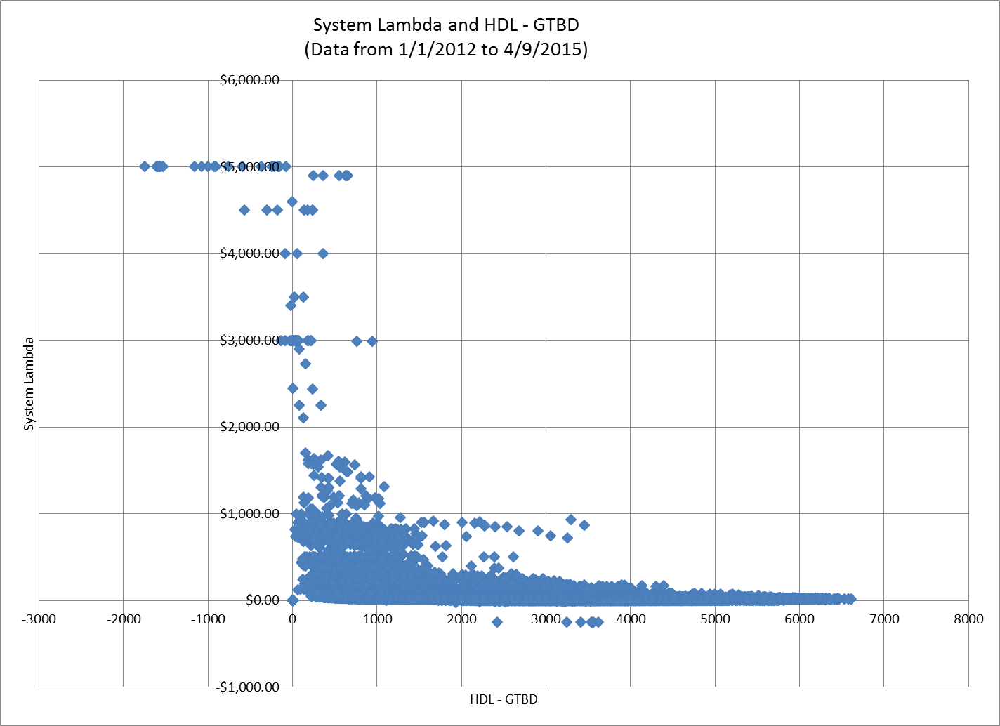 System Lambda and HDL - GTBD
(Data from 1/1/2012 to 4/9/2015)
$6,000.00
$5,000.00
$4,000.00
$3,000.00
$2,000.00
$1,000.00
$0.00
-3000 -2000 -1000 0 1000 2000 3000 4000 5000 6000 7000 8000
-$1,000.00
System Lambda
HDL - GTBD